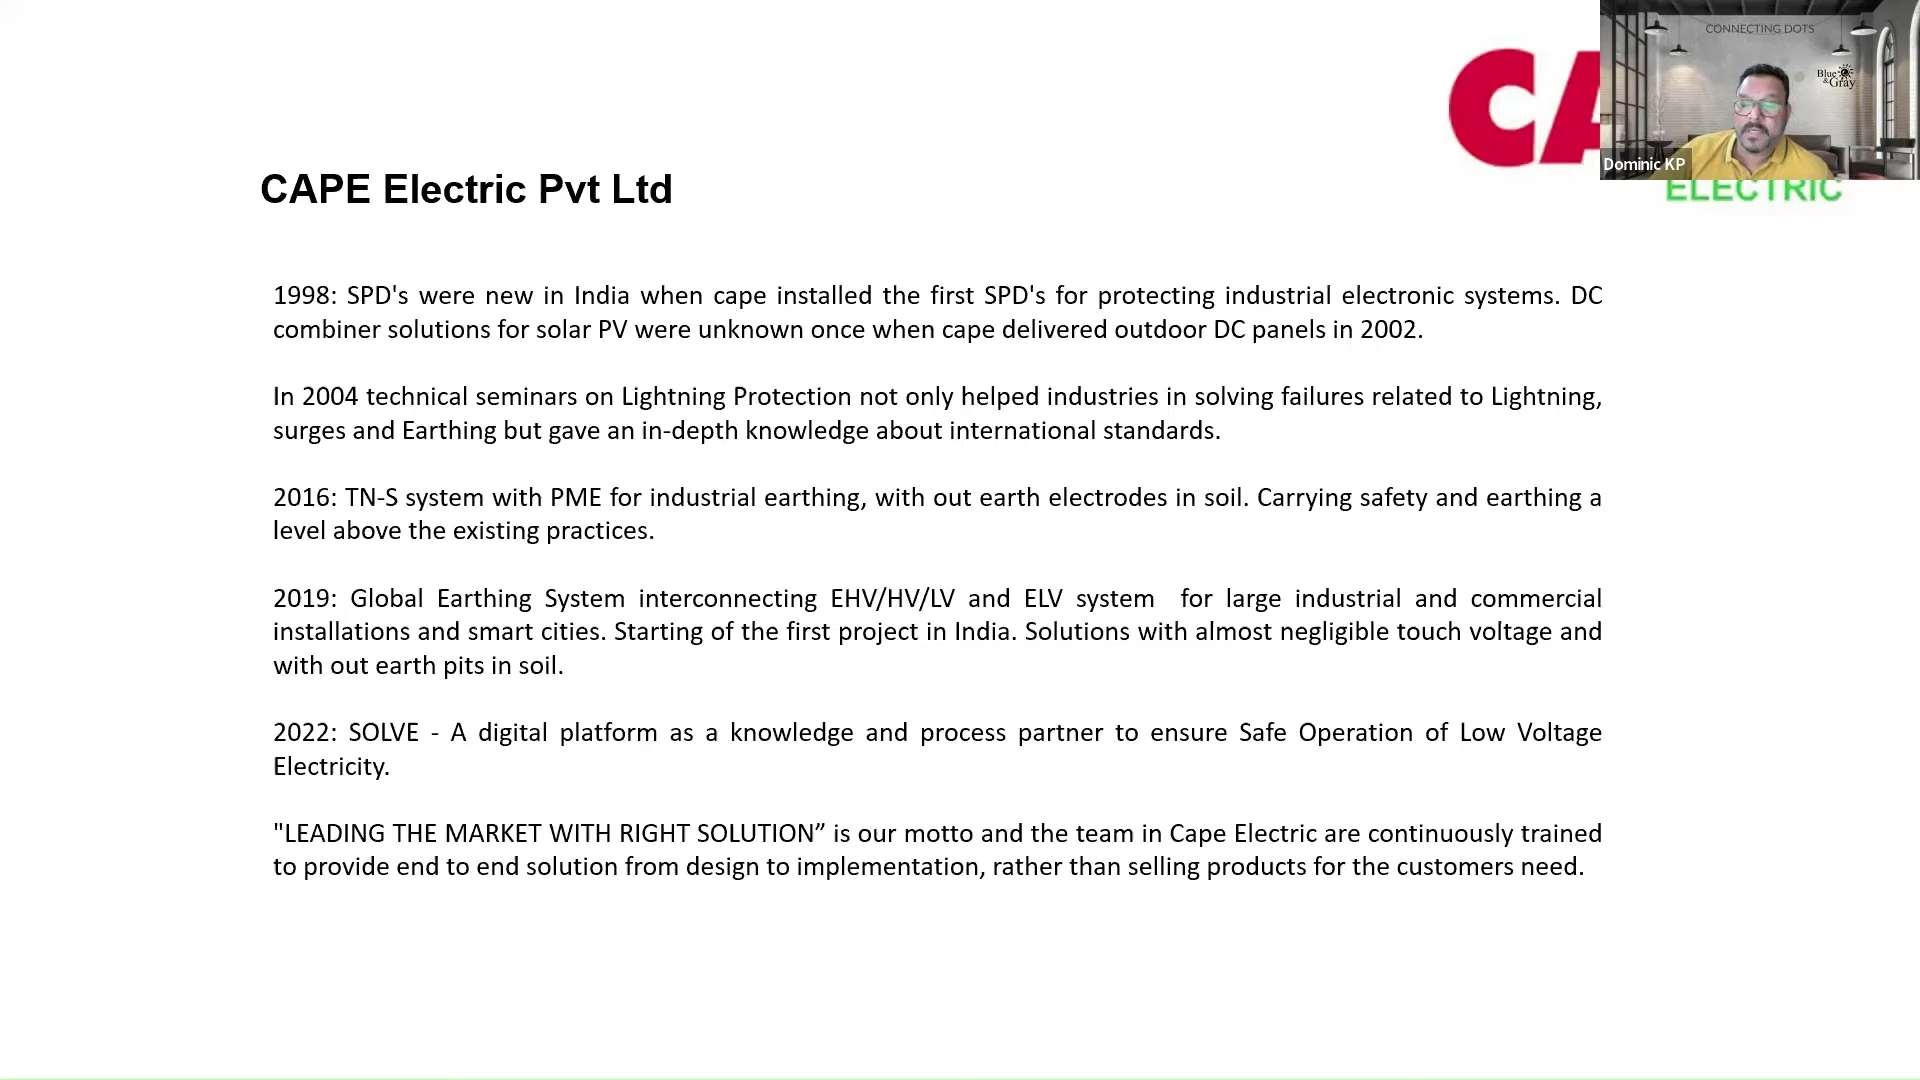 CONNECTING DOTS
Blue
&Gray
CA
Dominic KP
ELECTRIC
CAPE Electric Pvt Ltd
1998: SPD's were new in India when cape installed the first SPD's for protecting industrial electronic systems. DC
combiner solutions for solar PV were unknown once when cape delivered outdoor DC panels in 2002.
In 2004 technical seminars on Lightning Protection not only helped industries in solving failures related to Lightning,
surges and Earthing but gave an in-depth knowledge about international standards.
2016: TN-S system with PME for industrial earthing, with out earth electrodes in soil. Carrying safety and earthing a
level above the existing practices.
2019: Global Earthing System interconnecting EHV/HV/LV and ELV system  for large industrial and commercial
installations and smart cities. Starting of the first project in India. Solutions with almost negligible touch voltage and
with out earth pits in soil.
2022: SOLVE - A digital platform as a knowledge and process partner to ensure Safe Operation of Low Voltage
Electricity.
"LEADING THE MARKET WITH RIGHT SOLUTION” is our motto and the team in Cape Electric are continuously trained
to provide end to end solution from design to implementation, rather than selling products for the customers need.